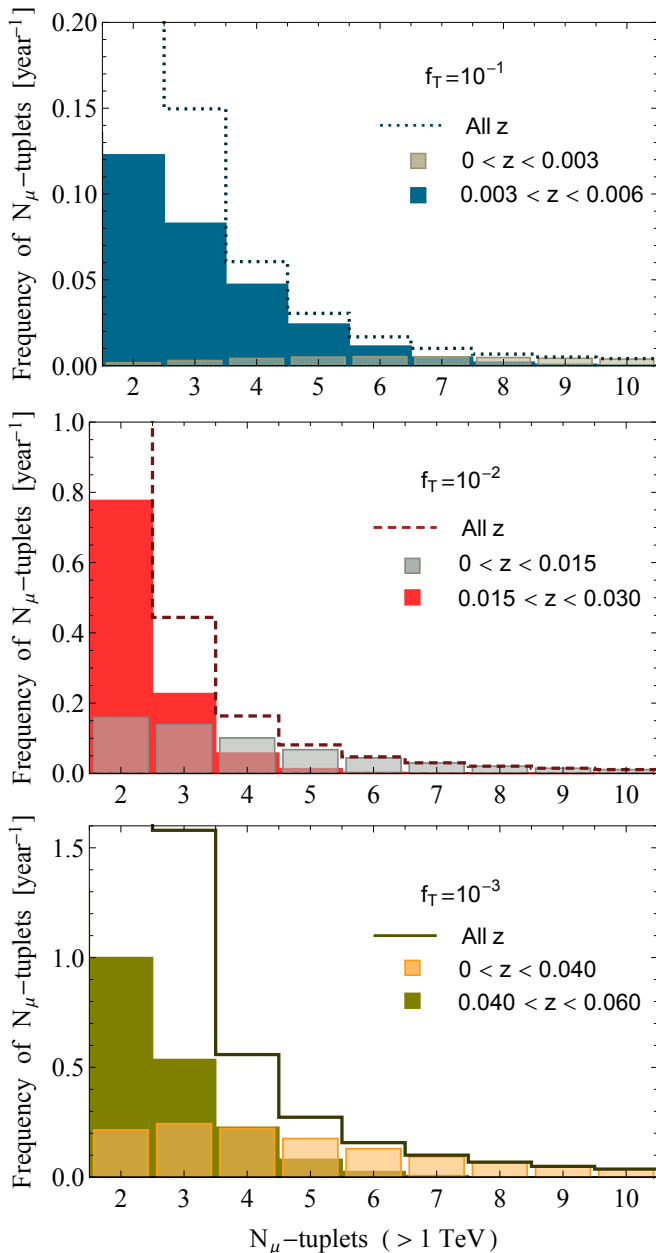 f_T=10⁻¹
All z
0 < z < 0.003
0.003 < z < 0.006
Frequency of N_μ−tuplets [year⁻¹]
0.20
0.15
0.10
0.05
0.00
2 3 4 5 6 7 8 9 10
f_T=10⁻²
All z
0 < z < 0.015
0.015 < z < 0.030
Frequency of N_μ−tuplets [year⁻¹]
1.0
0.8
0.6
0.4
0.2
0.0
2 3 4 5 6 7 8 9 10
f_T=10⁻³
All z
0 < z < 0.040
0.040 < z < 0.060
Frequency of N_μ−tuplets [year⁻¹]
1.5
1.0
0.5
0.0
2 3 4 5 6 7 8 9 10
N_μ−tuplets ( > 1 TeV)